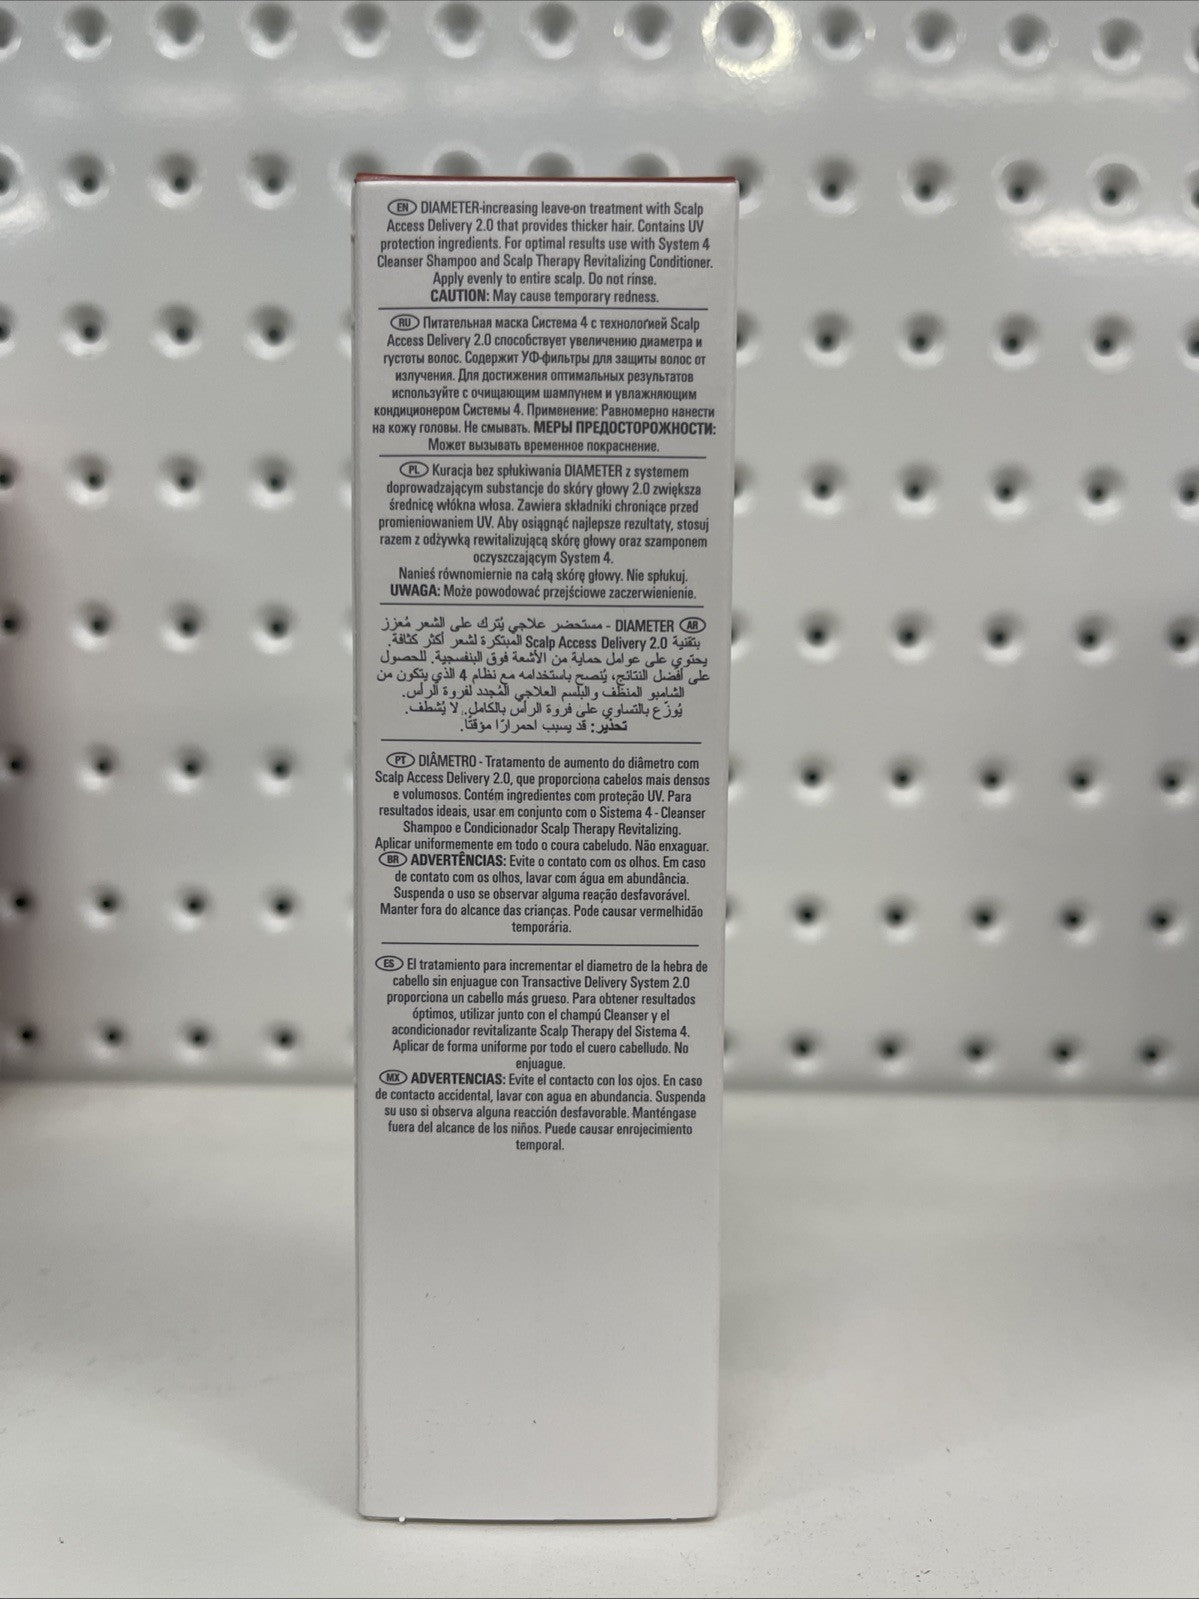 EN DIAMETER-increasing leave-on treatment with Scalp
Access Delivery 2.0 that provides thicker hair. Contains UV
protection ingredients. For optimal results use with System 4
Cleanser Shampoo and Scalp Therapy Revitalizing Conditioner.
Apply evenly to entire scalp. Do not rinse.
CAUTION: May cause temporary redness.
RU Питательная маска Система 4 с технологией Scalp
Access Delivery 2.0 способствует увеличению диаметра и
густоты волос. Содержит УФ-фильтры для защиты волос от
излучения. Для достижения оптимальных результатов
используйте с очищающим шампунем и увлажняющим
кондиционером Системы 4. Применение: Равномерно нанести
на кожу головы. Не смывать. МЕРЫ ПРЕДОСТОРОЖНОСТИ:
Может вызывать временное покраснение.
PL Kuracja bez spłukiwania DIAMETER z systemem
doprowadzającym substancje do skóry głowy 2.0 zwiększa
średnicę włókna włosa. Zawiera składniki chroniące przed
promieniowaniem UV. Aby osiągnąć najlepsze rezultaty, stosuj
razem z odżywką rewitalizującą skórę głowy oraz szamponem
oczyszczającym System 4.
Nanieś równomiernie na całą skórę głowy. Nie spłukuj.
UWAGA: Może powodować przejściowe zaczerwienienie.
AR DIAMETER - مستحضر علاجي يُترك على الشعر مُعزز
بتقنية Scalp Access Delivery 2.0 المبتكرة لشعر أكثر كثافة.
يحتوي على عوامل حماية من الأشعة فوق البنفسجية. للحصول
على أفضل النتائج، يُنصح باستخدامه مع نظام 4 الذي يتكون من
الشامبو المنظف والبلسم العلاجي المُجدد لفروة الرأس.
يُوزّع بالتساوي على فروة الرأس بالكامل. لا يُشطف.
تحذير: قد يسبب احمرارًا مؤقتًا.
PT DIÂMETRO - Tratamento de aumento do diâmetro com
Scalp Access Delivery 2.0, que proporciona cabelos mais densos
e volumosos. Contém ingredientes com proteção UV. Para
resultados ideais, usar em conjunto com o Sistema 4 - Cleanser
Shampoo e Condicionador Scalp Therapy Revitalizing.
Aplicar uniformemente em todo o coura cabeludo. Não enxaguar.
BR ADVERTÊNCIAS: Evite o contato com os olhos. Em caso
de contato com os olhos, lavar com água em abundância.
Suspenda o uso se observar alguma reação desfavorável.
Manter fora do alcance das crianças. Pode causar vermelhidão
temporária.
ES El tratamiento para incrementar el diametro de la hebra de
cabello sin enjuague con Transactive Delivery System 2.0
proporciona un cabello más grueso. Para obtener resultados
óptimos, utilizar junto con el champú Cleanser y el
acondicionador revitalizante Scalp Therapy del Sistema 4.
Aplicar de forma uniforme por todo el cuero cabelludo. No
enjuague.
MX ADVERTENCIAS: Evite el contacto con los ojos. En caso
de contacto accidental, lavar con agua en abundancia. Suspenda
su uso si observa alguna reacción desfavorable. Manténgase
fuera del alcance de los niños. Puede causar enrojecimiento
temporal.